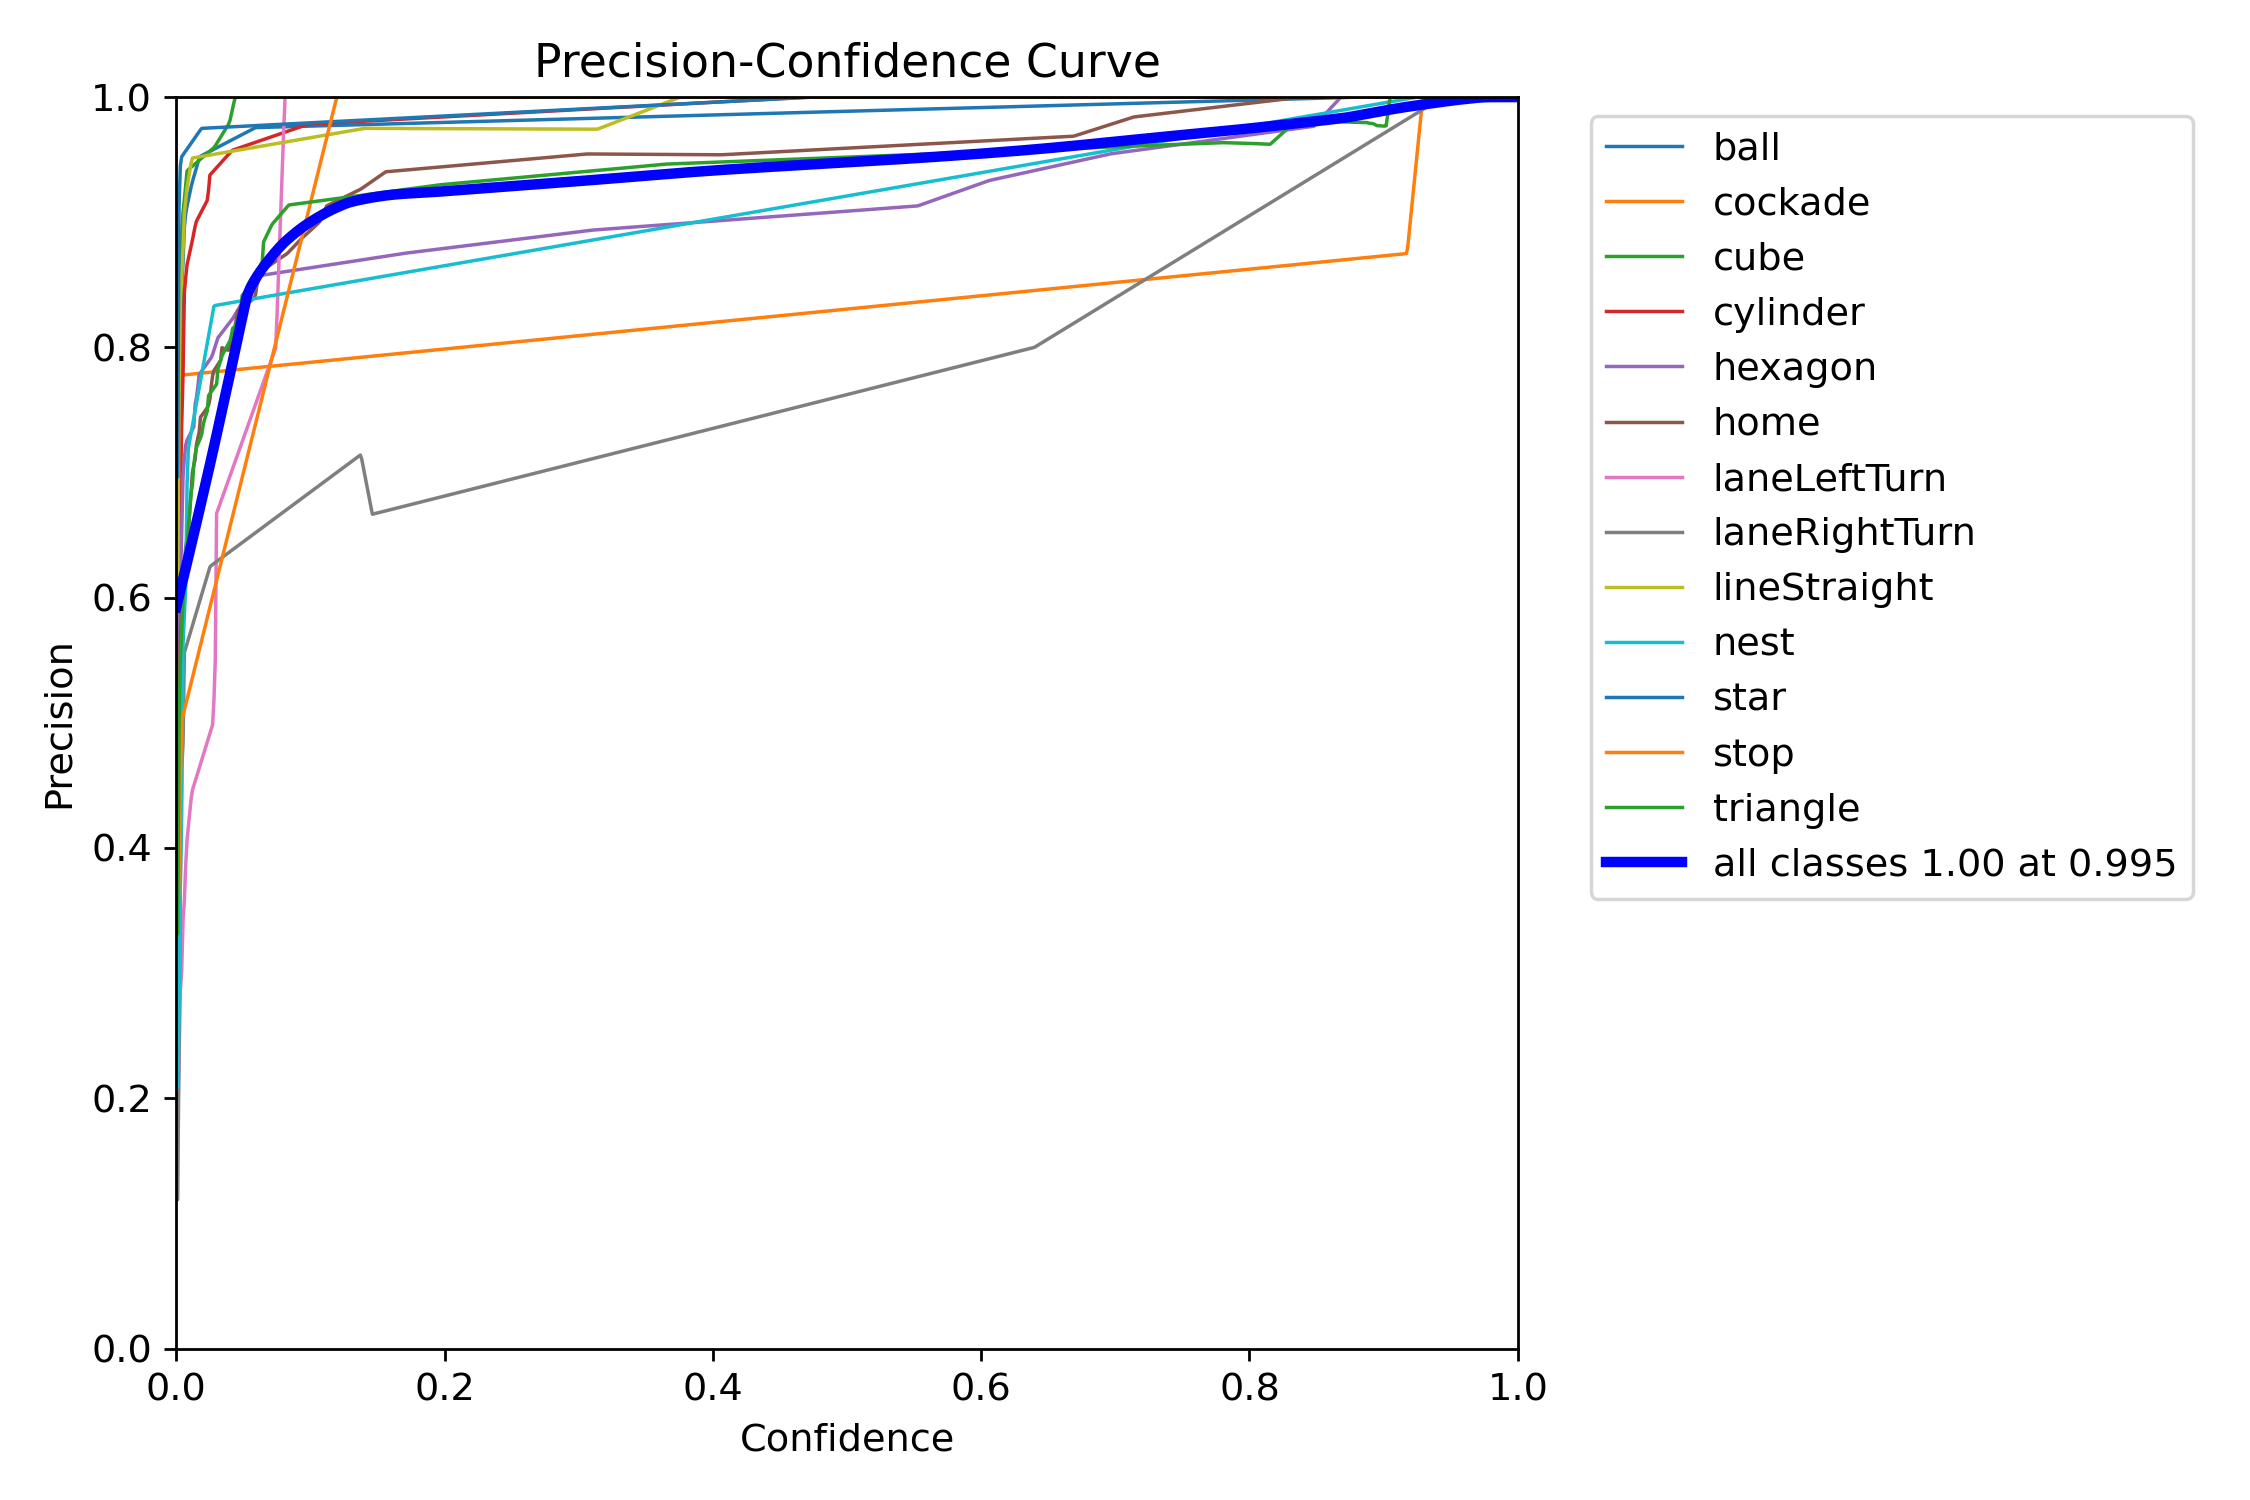 Precision-Confidence Curve
1.0
0.8
0.6
0.4
0.2
0.0
Precision
0.0 0.2 0.4 0.6 0.8 1.0
Confidence
ball
cockade
cube
cylinder
hexagon
home
laneLeftTurn
laneRightTurn
lineStraight
nest
star
stop
triangle
all classes 1.00 at 0.995